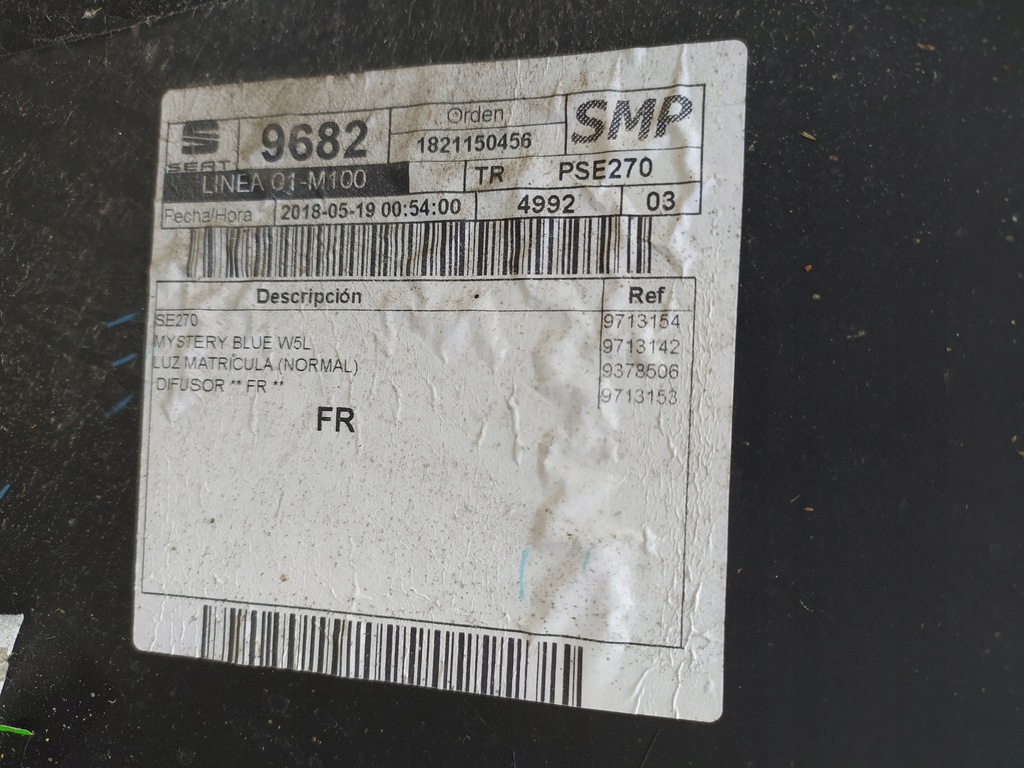 SEAT
9682
Orden
1821150456
SMP
LINEA 01-M100
TR PSE270
Fecha/Hora 2018-05-19 00:54:00 4992 03
Descripción Ref
SE270 9713154
MYSTERY BLUE W5L 9713142
LUZ MATRÍCULA (NORMAL) 9378506
DIFUSOR ** FR ** 9713153
FR